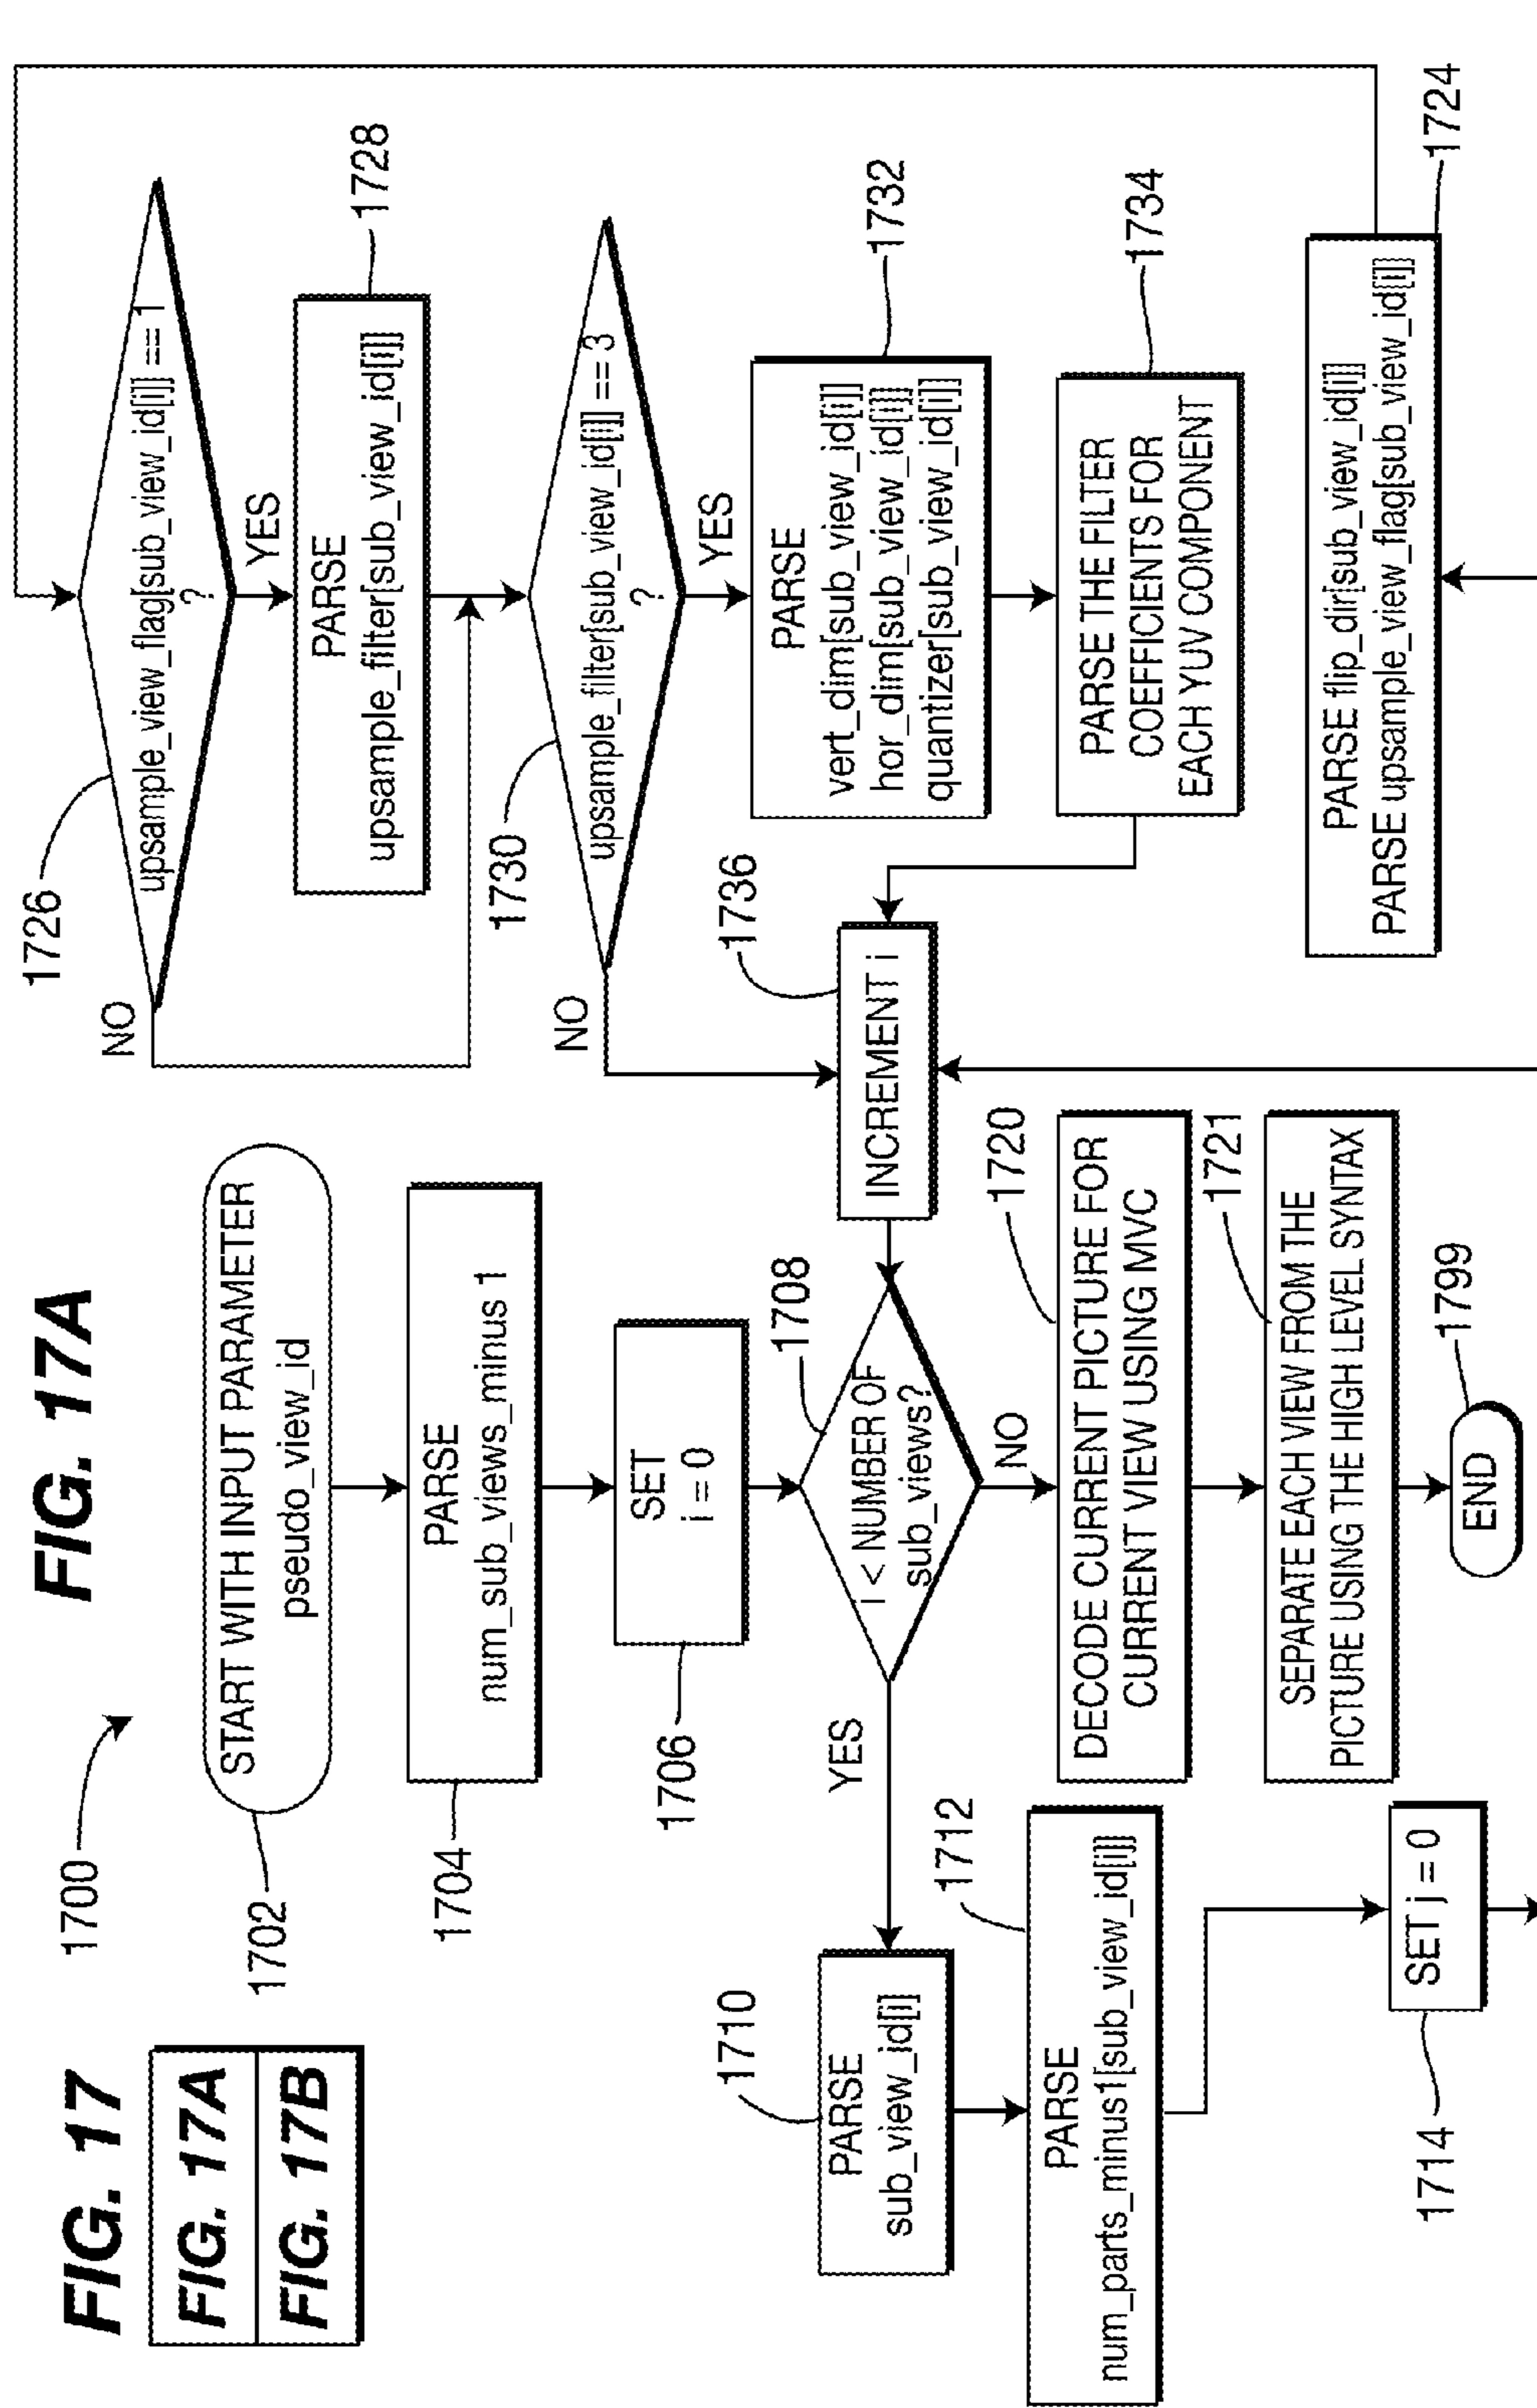 FIG. 17
FIG. 17A
FIG. 17B
FIG. 17A
1700
1702
START WITH INPUT PARAMETER
pseudo_view_id
1704
PARSE
num_sub_views_minus 1
1706
SET
i = 0
1708
i < NUMBER OF
sub_views?
YES
NO
1710
PARSE
sub_view_id[i]
1712
PARSE
num_parts_minus1[sub_view_id[i]]
1714
SET j = 0
1720
DECODE CURRENT PICTURE FOR
CURRENT VIEW USING MVC
1721
SEPARATE EACH VIEW FROM THE
PICTURE USING THE HIGH LEVEL SYNTAX
1799
END
1726
upsample_view_flag[sub_view_id[i]] == 1
?
NO
YES
1728
PARSE
upsample_filter[sub_view_id[i]]
1730
upsample_filter[sub_view_id[i]] == 3
?
NO
YES
1732
PARSE
vert_dim[sub_view_id[i]]
hor_dim[sub_view_id[i]]
quantizer[sub_view_id[i]]
1734
PARSE THE FILTER
COEFFICIENTS FOR
EACH YUV COMPONENT
1736
INCREMENT i
1724
PARSE flip_dir[sub_view_id[i]]
PARSE upsample_view_flag[sub_view_id[i]]